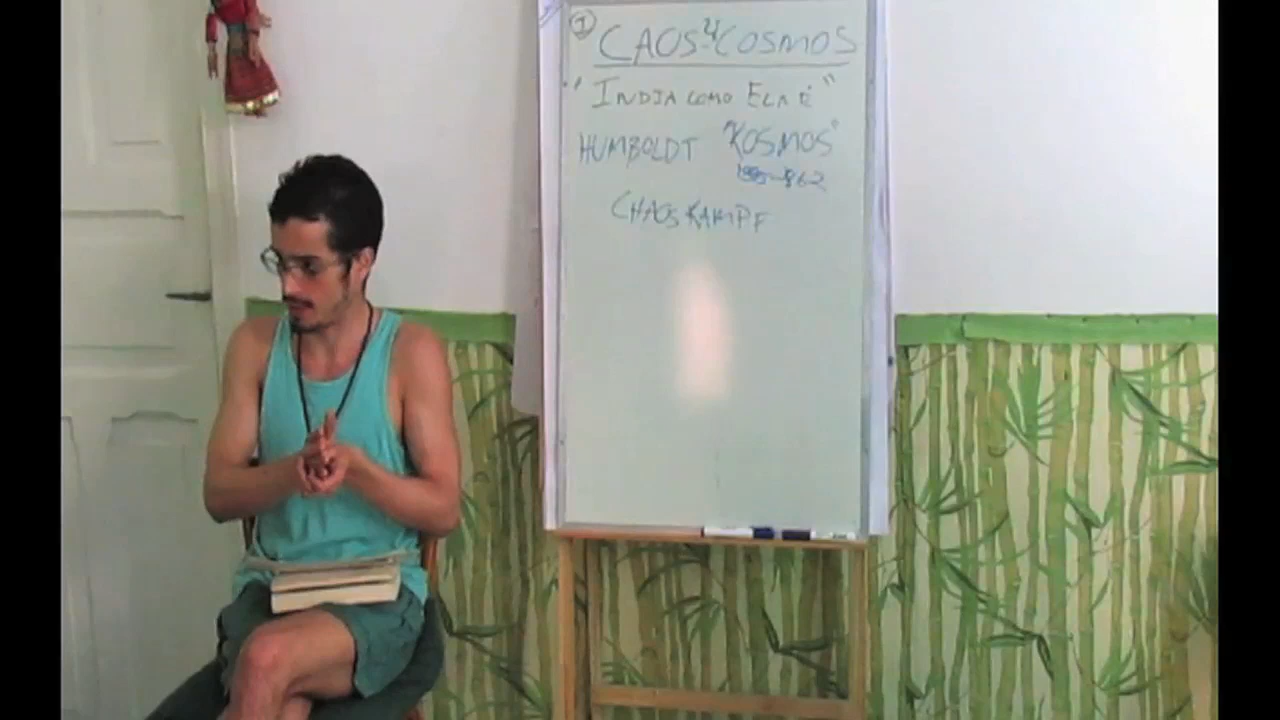 1 CAOS y COSMOS
"INDIA COMO ELA É"
HUMBOLDT "KOSMOS"
CHAOSKAMPF